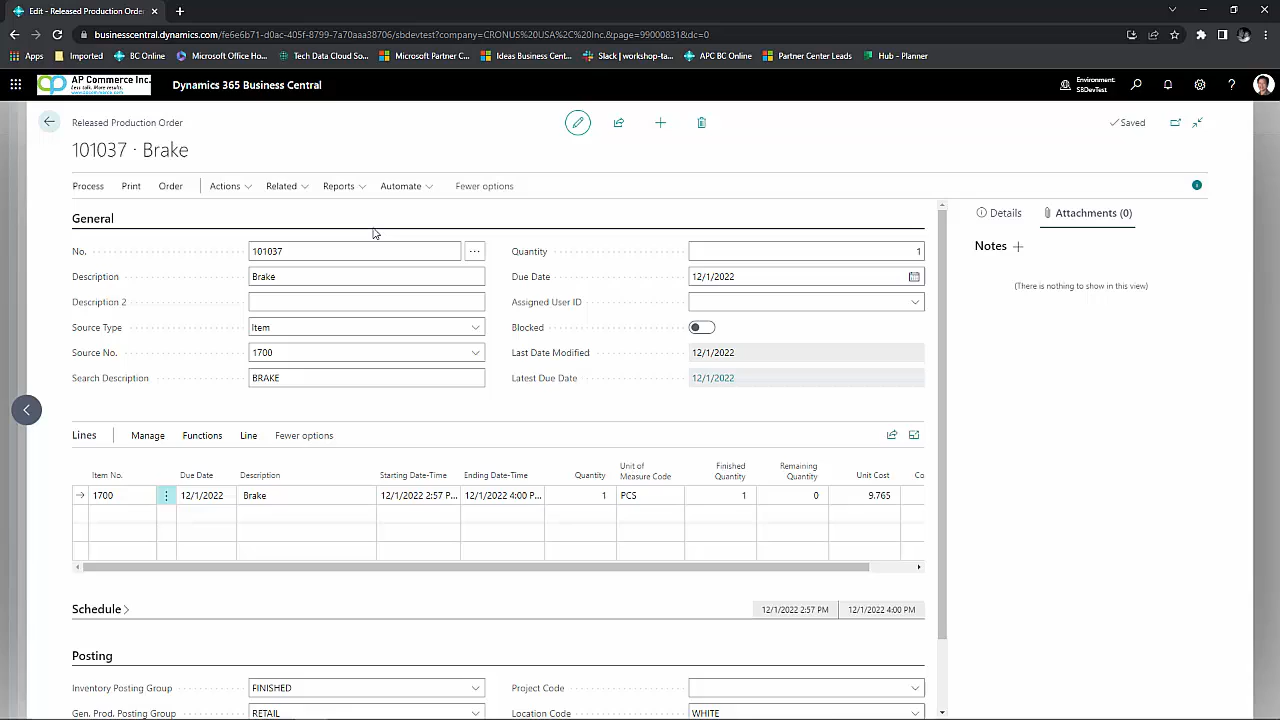 Edit - Released Production Orde
businesscentral.dynamics.com/fe6e6b71-d0ac-405f-8799-7a70aaa38706/sbdevtest?company=CRONUS%20USA%2C%20Inc.&page=99000831&dc=0
Apps Imported BC Online Microsoft Office Ho... Tech Data Cloud So... Microsoft Partner C... Ideas Business Cent... Slack | workshop-ta... APC BC Online Partner Center Leads Hub - Planner
AP Commerce Inc.
Less talk. More results.
www.apcommerce.com
Dynamics 365 Business Central
Environment:
SBDevTest
Released Production Order
Saved
101037 · Brake
Process Print Order Actions Related Reports Automate Fewer options
General
Details Attachments (0)
Notes
(There is nothing to show in this view)
No. 101037 Quantity 1
Description Brake Due Date 12/1/2022
Description 2 Assigned User ID
Source Type Item Blocked
Source No. 1700 Last Date Modified 12/1/2022
Search Description BRAKE Latest Due Date 12/1/2022
Lines Manage Functions Line Fewer options
Item No. Due Date Description Starting Date-Time Ending Date-Time Quantity Unit of Measure Code Finished Quantity Remaining Quantity Unit Cost Co
1700 12/1/2022 Brake 12/1/2022 2:57 P... 12/1/2022 4:00 P... 1 PCS 1 0 9.765
Schedule 12/1/2022 2:57 PM 12/1/2022 4:00 PM
Posting
Inventory Posting Group FINISHED Project Code
Gen. Prod. Posting Group RETAIL Location Code WHITE